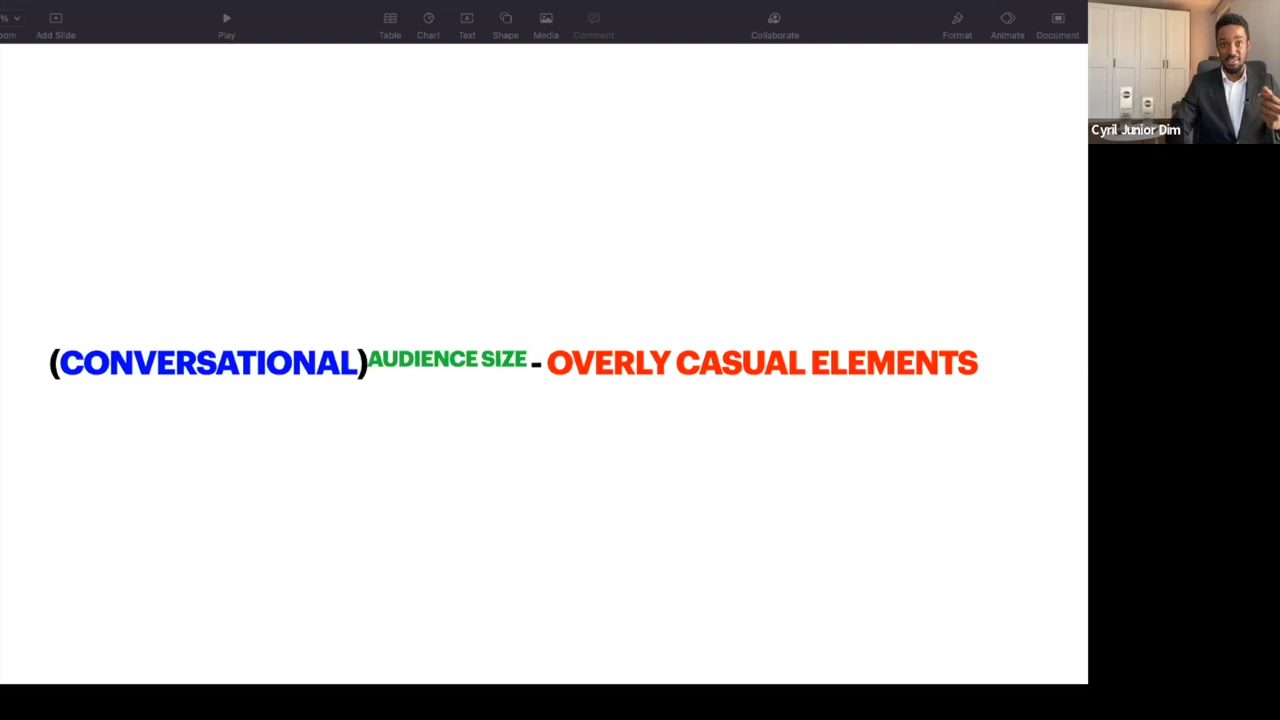 %
Add Slide
Play
Table
Chart
Text
Shape
Media
Comment
Collaborate
Format
Animate
Document
Cyril Junior Dim
(CONVERSATIONAL)AUDIENCE SIZE - OVERLY CASUAL ELEMENTS